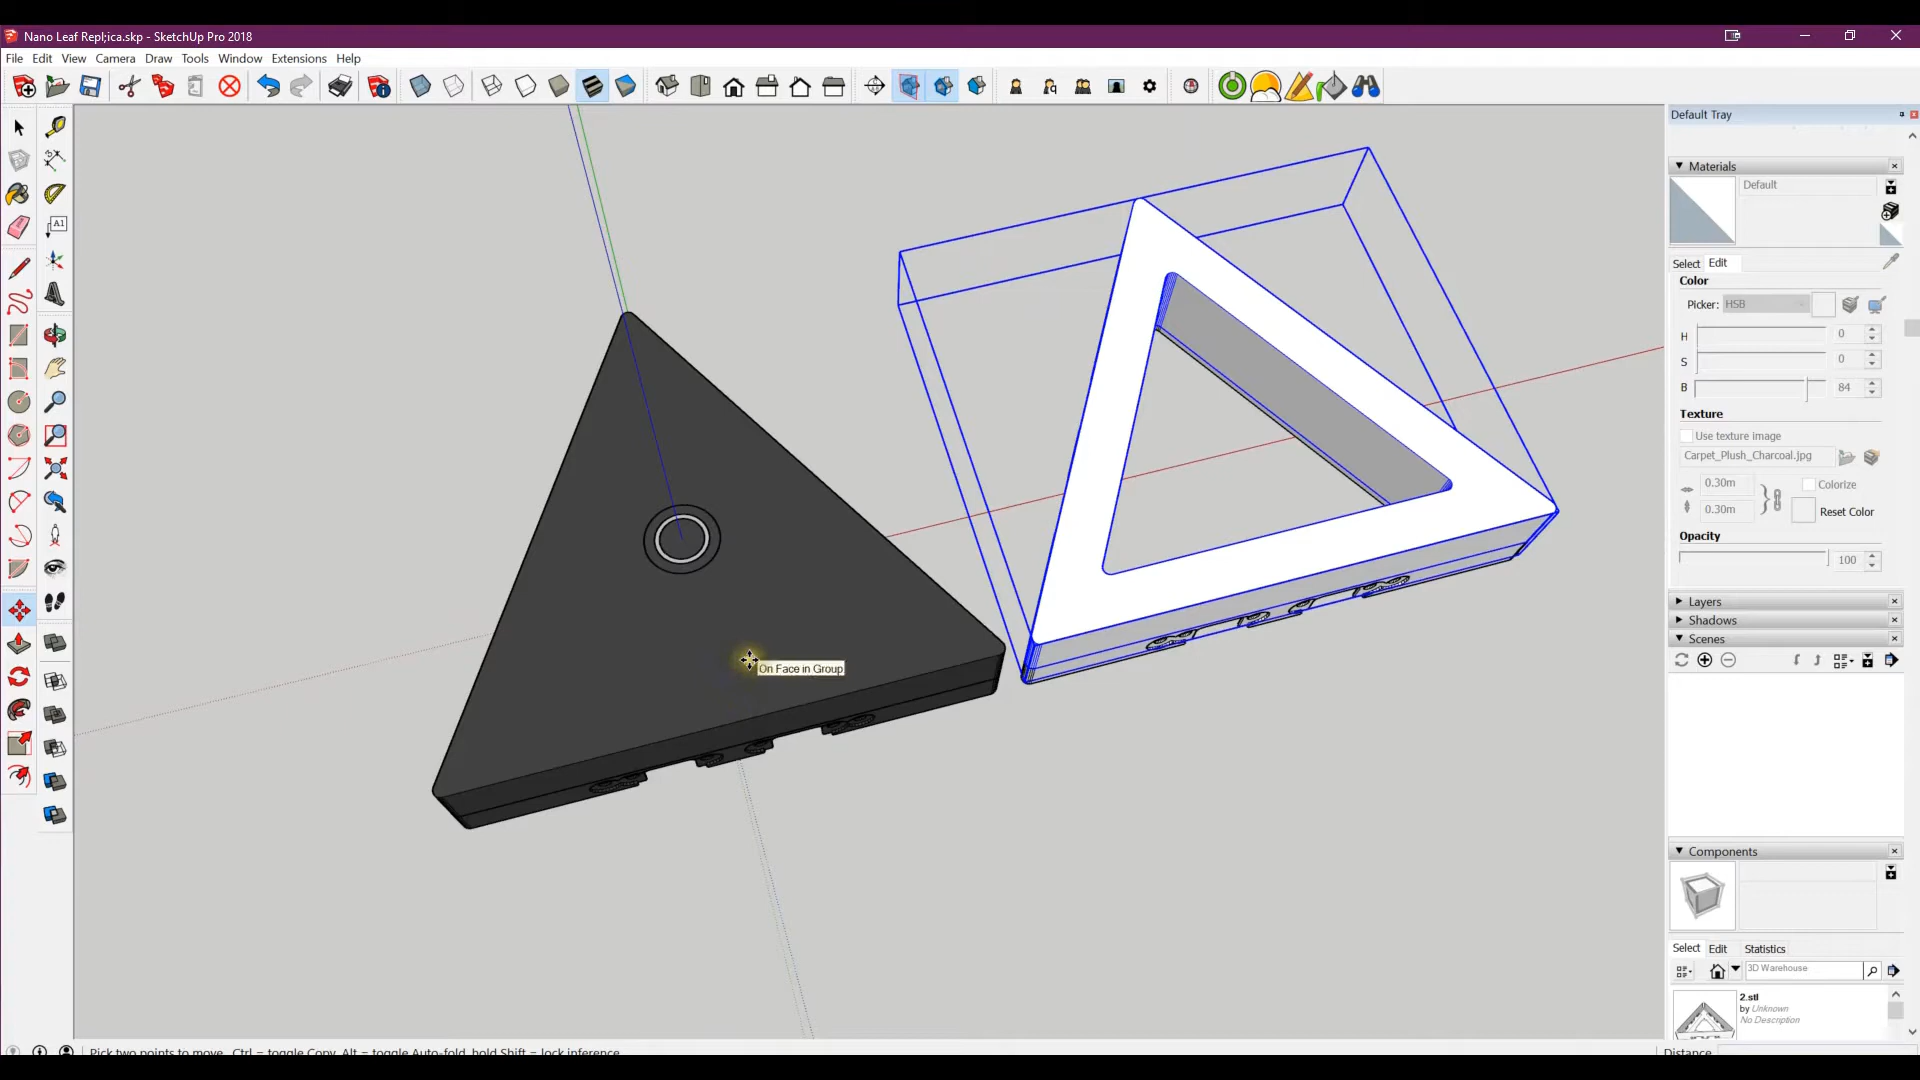 Nano Leaf Repl;ica.skp - SketchUp Pro 2018
File Edit View Camera Draw Tools Window Extensions Help
Default Tray
Materials
Default
A1
Select Edit
Color
Picker: HSB
H 0
S 0
B 84
Texture
Use texture image
Carpet_Plush_Charcoal.jpg
0.30m Colorize
0.30m Reset Color
Opacity
100
Layers
Shadows
Scenes
On Face in Group
Components
Select Edit Statistics
3D Warehouse
2.stl
by Unknown
No Description
Pick two points to move. Ctrl = toggle Copy, Alt = toggle Auto-fold, hold Shift = lock inference.
Distance